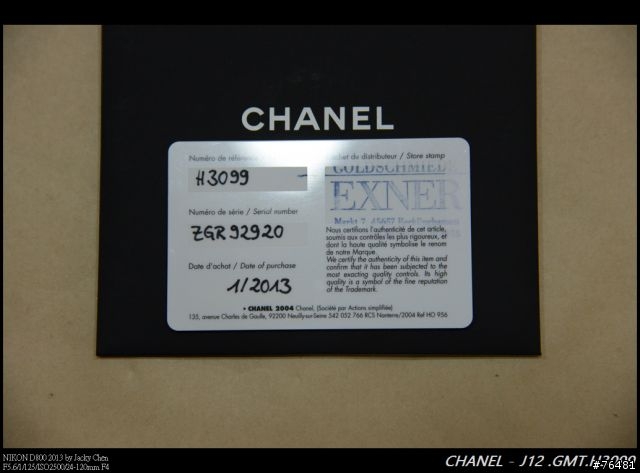 CHANEL
Numéro de référence
H3099
Cachet du distributeur / Store stamp
GOLDSCHMIEDE
EXNER
Markt 7, 45657 Recklinghausen
Numéro de série / Serial number
ZGR92920
Date d'achat / Date of purchase
1/2013
Nous certifions l'authenticité de cet article,
soumis aux contrôles les plus rigoureux, et
dont la haute qualité symbolise le renom
de notre Marque.
We certify the authenticity of this item and
confirm that it has been subjected to the
most exacting quality controls. Its high
quality is a symbol of the fine reputation
of the Trademark.
• CHANEL 2004 Chanel, (Société par Actions simplifiée)
135, avenue Charles de Gaulle, 92200 Neuilly-sur-Seine 542 052 766 RCS Nanterre/2004 Ref HO 956
NIKON D800 2013 by Jacky Chen
F5.6/1/125/ISO2500/24-120mm F4
#76481
CHANEL - J12 .GMT.H3099